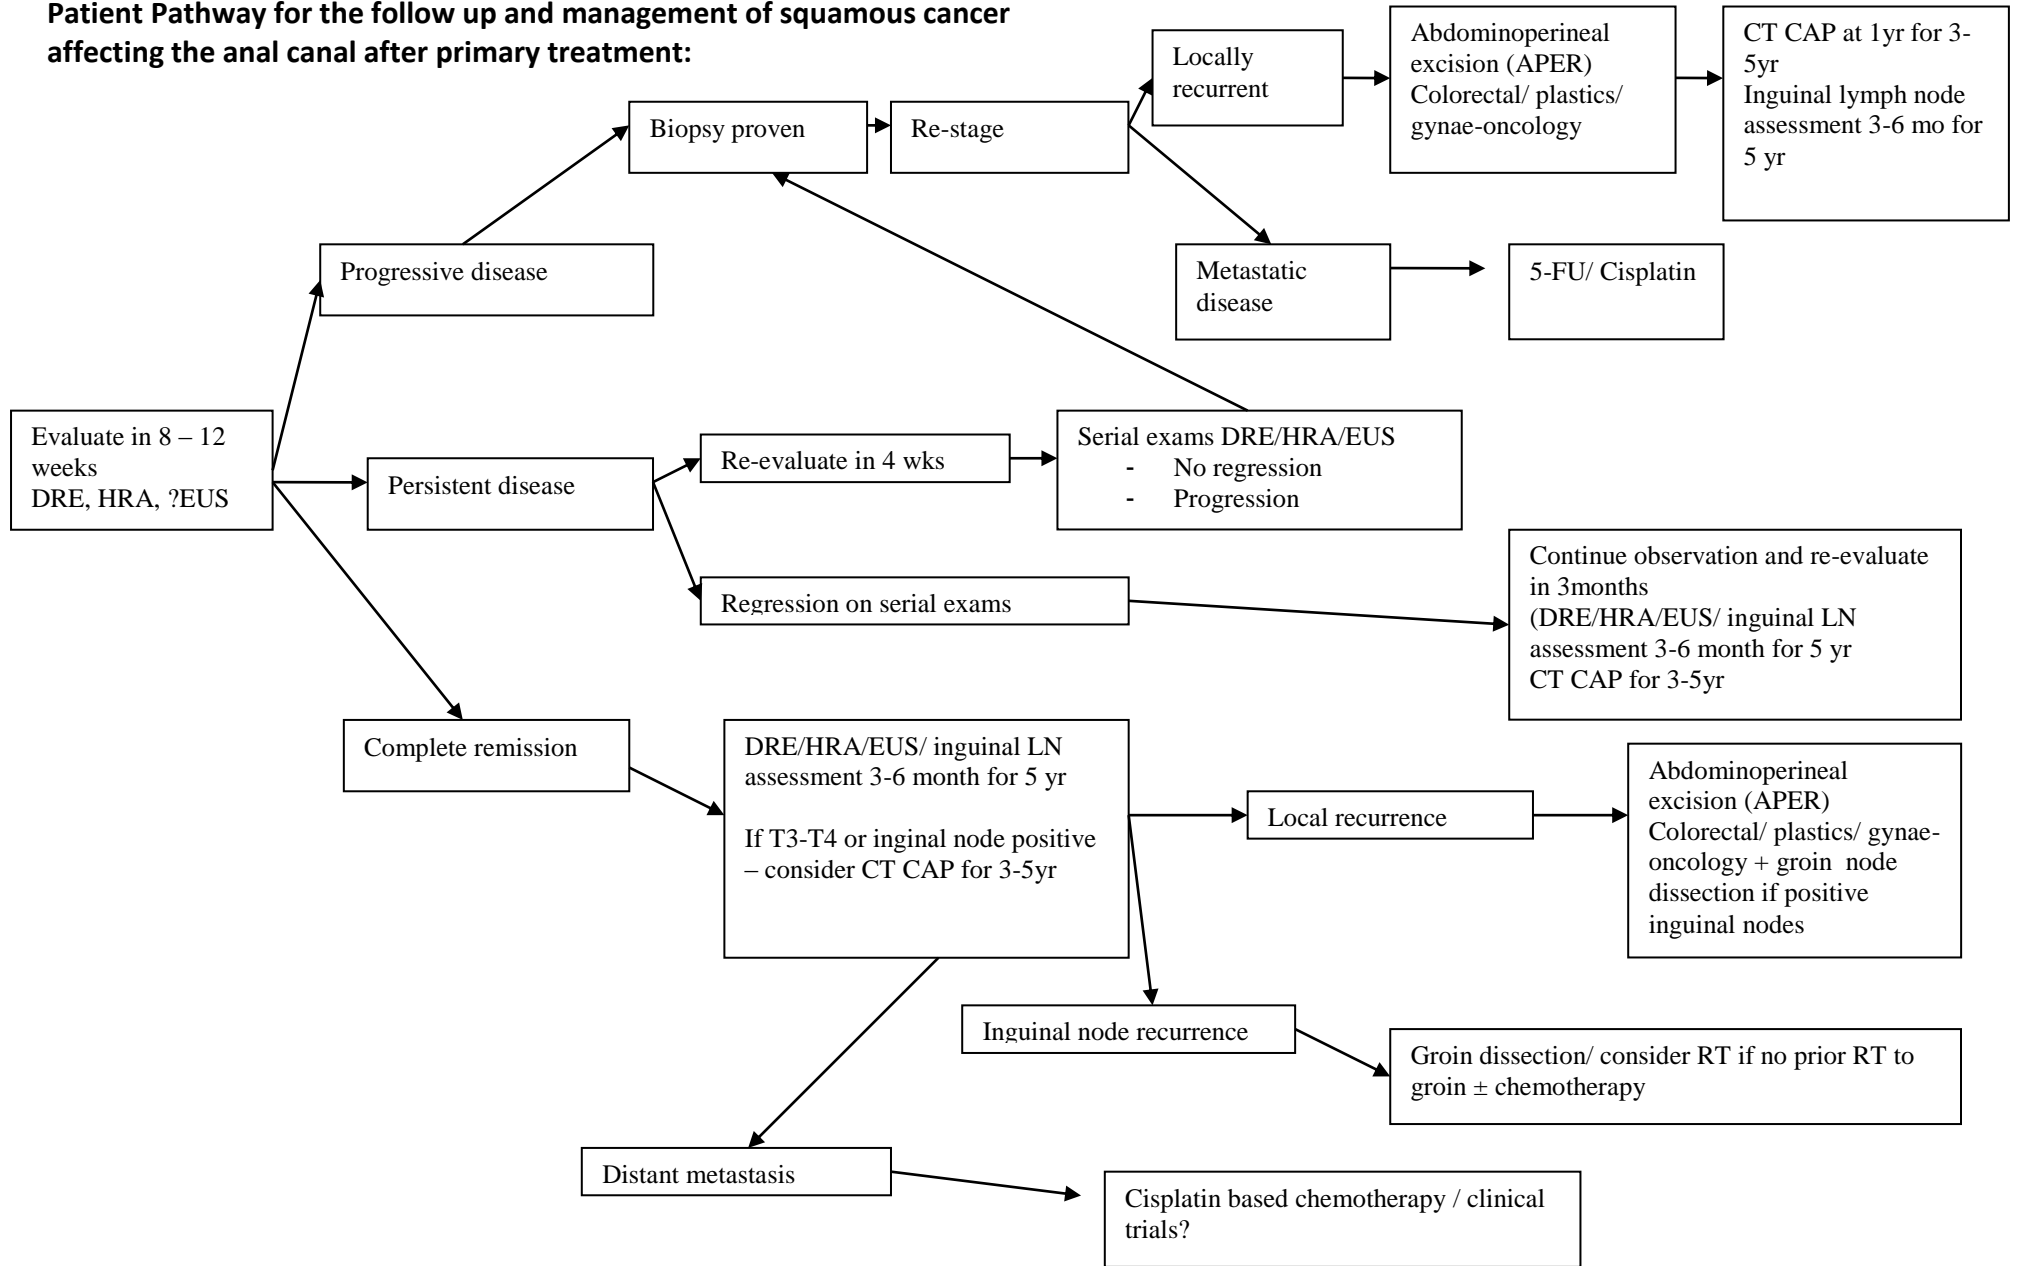 Patient Pathway for the follow up and management of squamous cancer
affecting the anal canal after primary treatment:
Locally
recurrent
Abdominoperineal
excision (APER)
Colorectal/ plastics/
gynae-oncology
CT CAP at 1yr for 3-
5yr
Inguinal lymph node
assessment 3-6 mo for
5 yr
Biopsy proven
Re-stage
Progressive disease
Metastatic
disease
5-FU/ Cisplatin
Evaluate in 8 – 12
weeks
DRE, HRA, ?EUS
Persistent disease
Re-evaluate in 4 wks
Serial exams DRE/HRA/EUS
- No regression
- Progression
Regression on serial exams
Continue observation and re-evaluate
in 3months
(DRE/HRA/EUS/ inguinal LN
assessment 3-6 month for 5 yr
CT CAP for 3-5yr
Complete remission
DRE/HRA/EUS/ inguinal LN
assessment 3-6 month for 5 yr
If T3-T4 or inginal node positive
– consider CT CAP for 3-5yr
Local recurrence
Abdominoperineal
excision (APER)
Colorectal/ plastics/ gynae-
oncology + groin node
dissection if positive
inguinal nodes
Inguinal node recurrence
Groin dissection/ consider RT if no prior RT to
groin ± chemotherapy
Distant metastasis
Cisplatin based chemotherapy / clinical
trials?